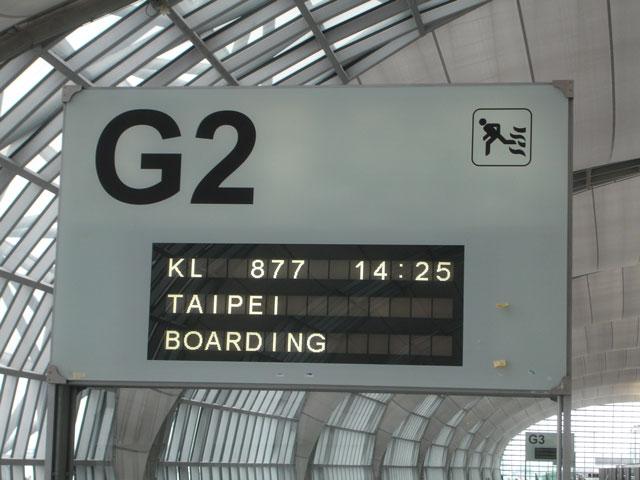 G2
KL 877 14:25
TAIPEI
BOARDING
G3